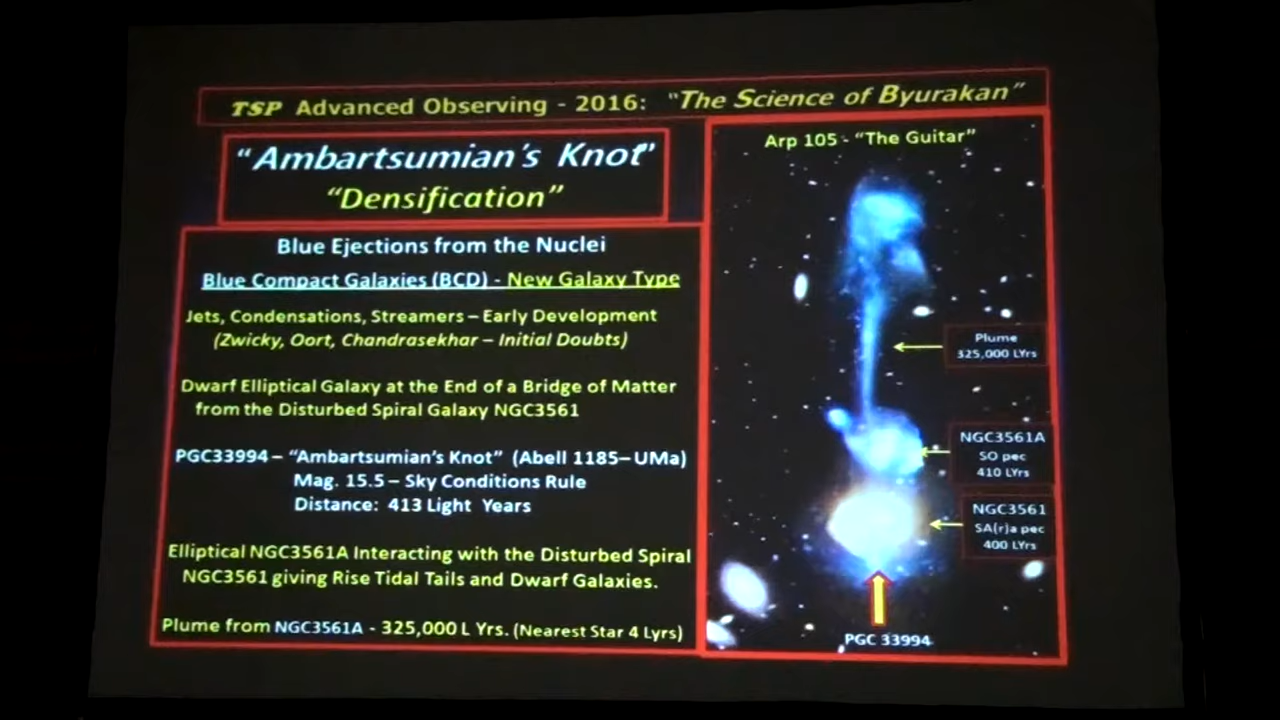 TSP Advanced Observing - 2016: "The Science of Byurakan"
"Ambartsumian's Knot"
"Densification"
Blue Ejections from the Nuclei
Blue Compact Galaxies (BCD) - New Galaxy Type
Jets, Condensations, Streamers – Early Development
(Zwicky, Oort, Chandrasekhar – Initial Doubts)
Dwarf Elliptical Galaxy at the End of a Bridge of Matter
from the Disturbed Spiral Galaxy NGC3561
PGC33994 – "Ambartsumian's Knot" (Abell 1185– UMa)
Mag. 15.5 – Sky Conditions Rule
Distance: 413 Light Years
Elliptical NGC3561A Interacting with the Disturbed Spiral
NGC3561 giving Rise Tidal Tails and Dwarf Galaxies.
Plume from NGC3561A - 325,000 L Yrs. (Nearest Star 4 Lyrs)
Arp 105 - "The Guitar"
Plume
325,000 LYrs
NGC3561A
SO pec
410 LYrs
NGC3561
SA(r)a pec
400 LYrs
PGC 33994